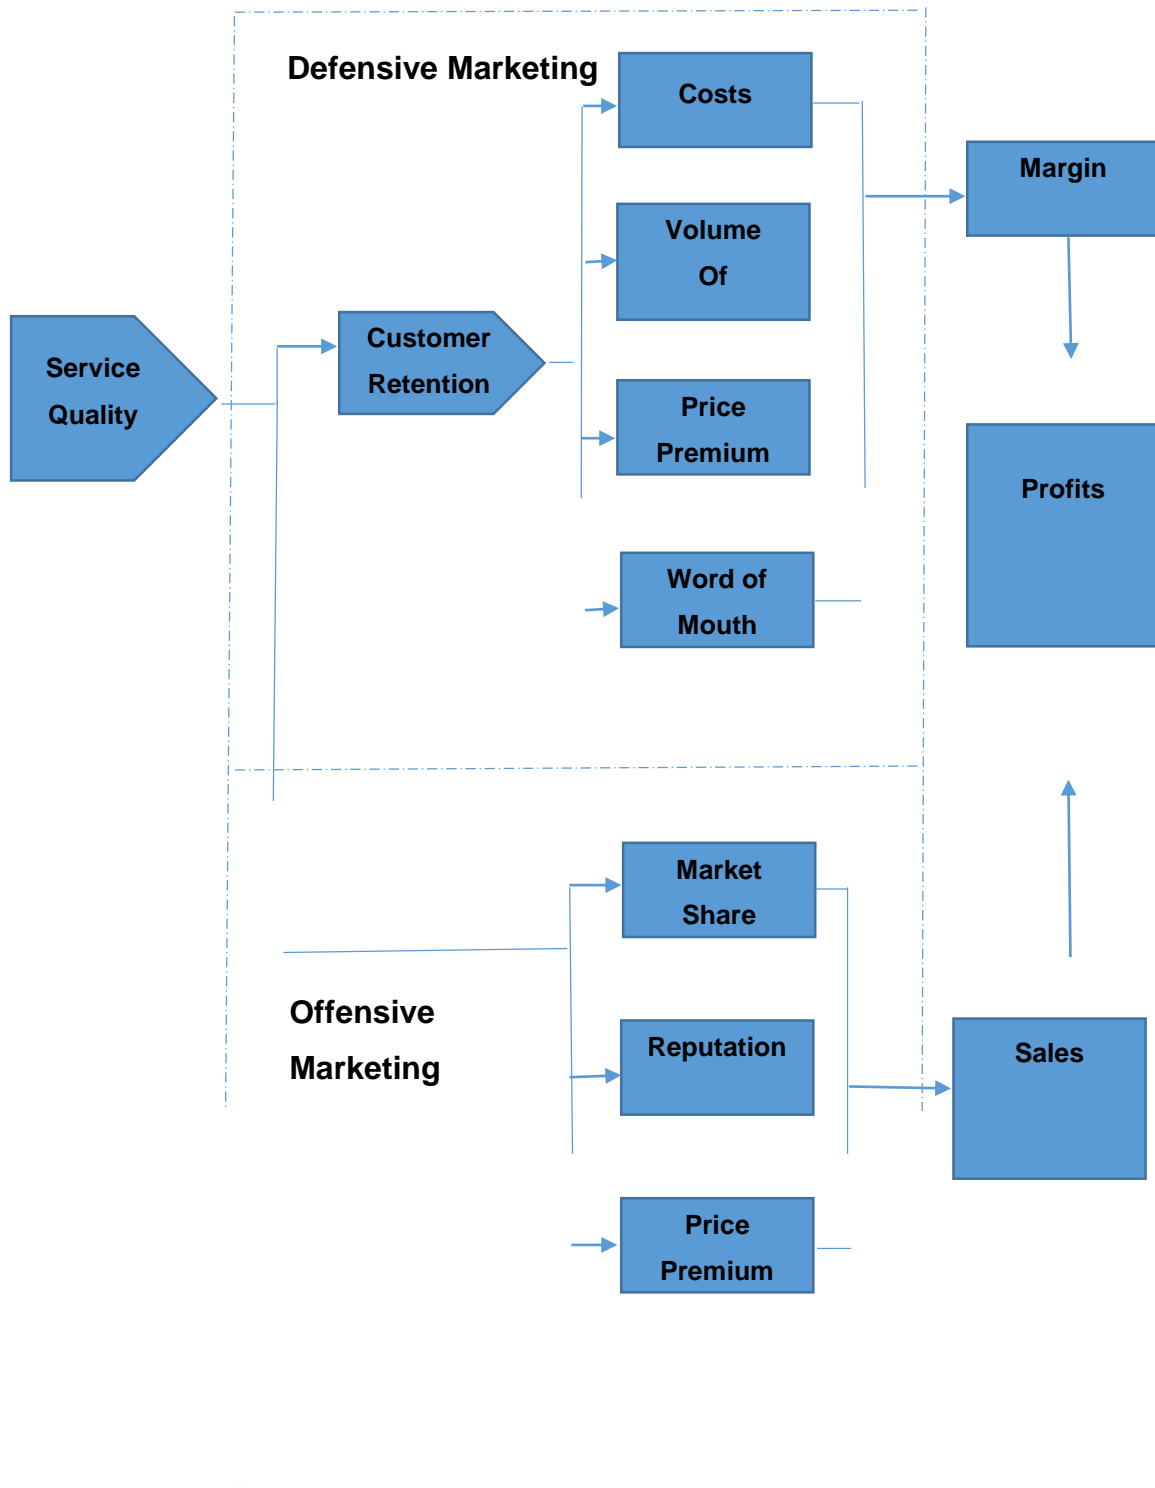 Defensive Marketing
Costs
Margin
Volume
Of
Service
Quality
Customer
Retention
Price
Premium
Profits
Word of
Mouth
Market
Share
Offensive
Marketing
Reputation
Sales
Price
Premium